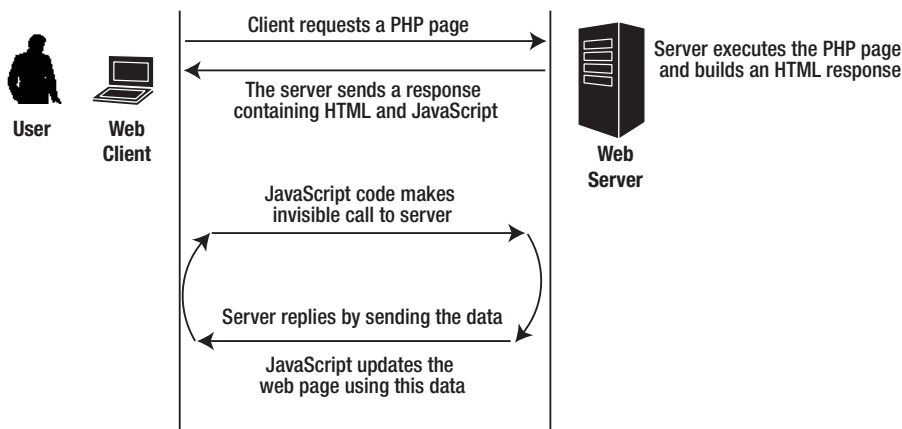 Client requests a PHP page
Server executes the PHP page
and builds an HTML response
The server sends a response
containing HTML and JavaScript
User
Web
Client
Web
Server
JavaScript code makes
invisible call to server
Server replies by sending the data
JavaScript updates the
web page using this data